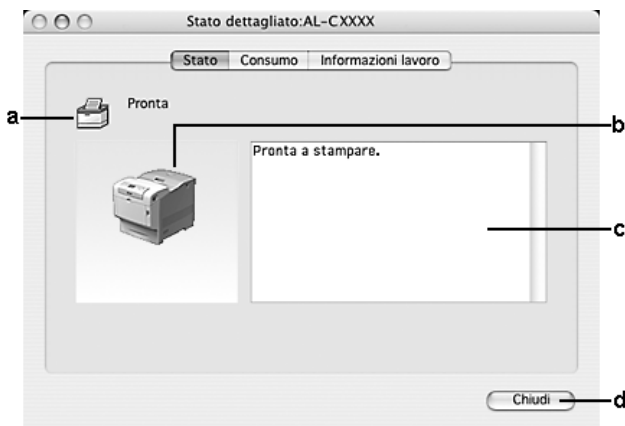 Stato dettagliato:AL-CXXXX
Stato Consumo Informazioni lavoro
a
Pronta
b
Pronta a stampare.
c
Chiudi
d